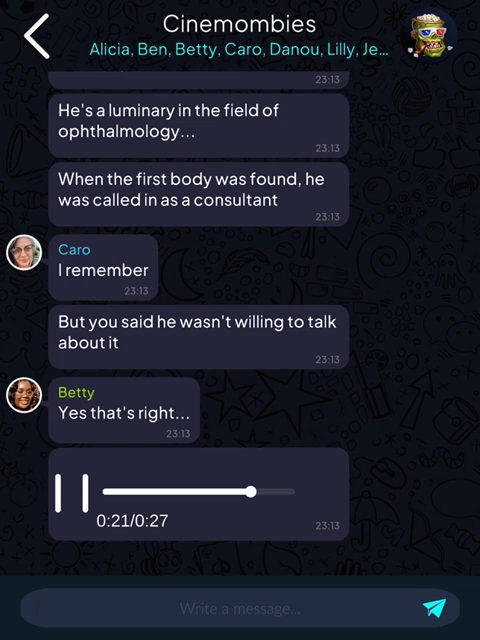 Cinemombies
Alicia, Ben, Betty, Caro, Danou, Lilly, Je...
23:13
He's a luminary in the field of
ophthalmology...
23:13
When the first body was found, he
was called in as a consultant
23:13
Caro
I remember
23:13
But you said he wasn't willing to talk
about it
23:13
Betty
Yes that's right...
23:13
0:21/0:27
23:13
Write a message...